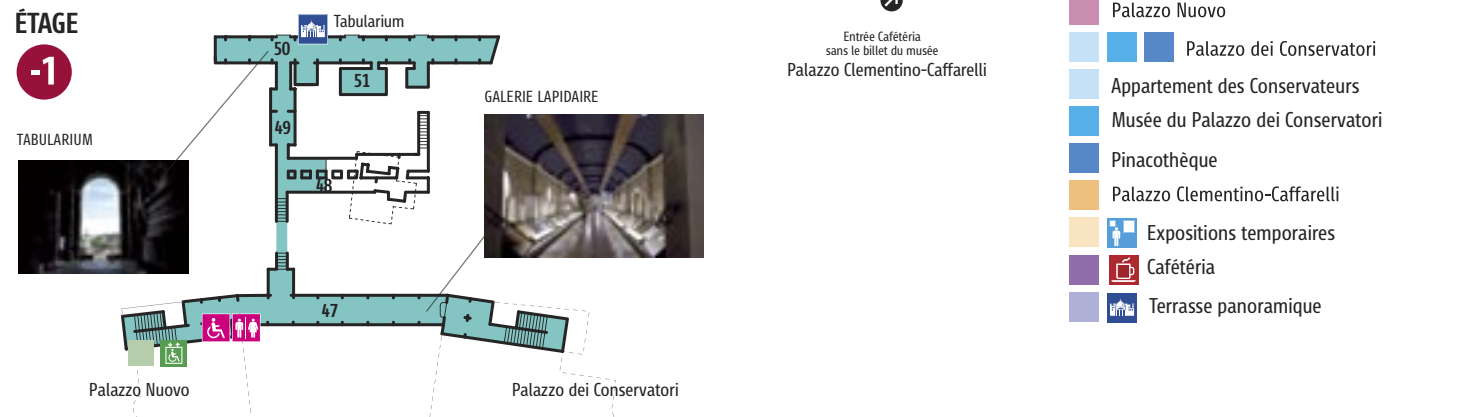 ÉTAGE
-1
Tabularium
50
51
49
48
47
TABULARIUM
GALERIE LAPIDAIRE
Palazzo Nuovo
Palazzo dei Conservatori
Entrée Cafétéria
sans le billet du musée
Palazzo Clementino-Caffarelli
Palazzo Nuovo
Palazzo dei Conservatori
Appartement des Conservateurs
Musée du Palazzo dei Conservatori
Pinacothèque
Palazzo Clementino-Caffarelli
Expositions temporaires
Cafétéria
Terrasse panoramique